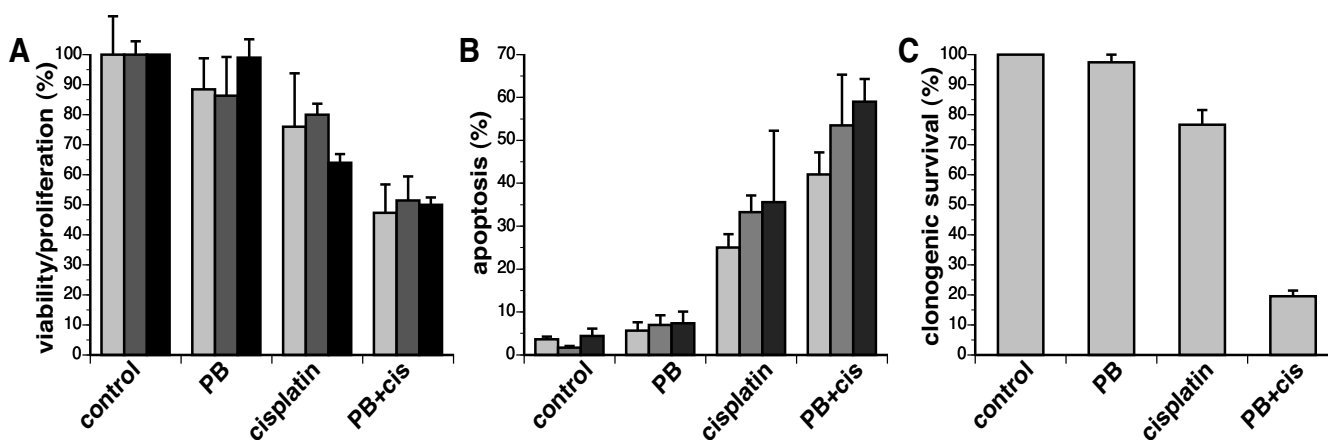 A
viability/proliferation (%)
100
90
80
70
60
50
40
30
20
10
0
control
PB
cisplatin
PB+cis
B
apoptosis (%)
70
60
50
40
30
20
10
0
control
PB
cisplatin
PB+cis
C
clonogenic survival (%)
100
90
80
70
60
50
40
30
20
10
0
control
PB
cisplatin
PB+cis